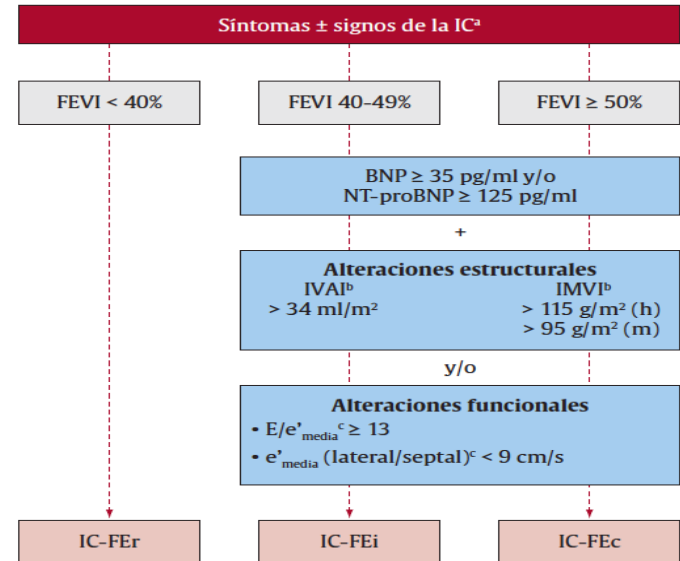 Síntomas ± signos de la ICª
FEVI < 40%
FEVI 40-49%
FEVI ≥ 50%
BNP ≥ 35 pg/ml y/o
NT-proBNP ≥ 125 pg/ml
+
Alteraciones estructurales
IVAIᵇ
IMVIᵇ
> 34 ml/m²
> 115 g/m² (h)
> 95 g/m² (m)
y/o
Alteraciones funcionales
• E/e’mediaᶜ ≥ 13
• e’media (lateral/septal)ᶜ < 9 cm/s
IC-FEr
IC-FEi
IC-FEc